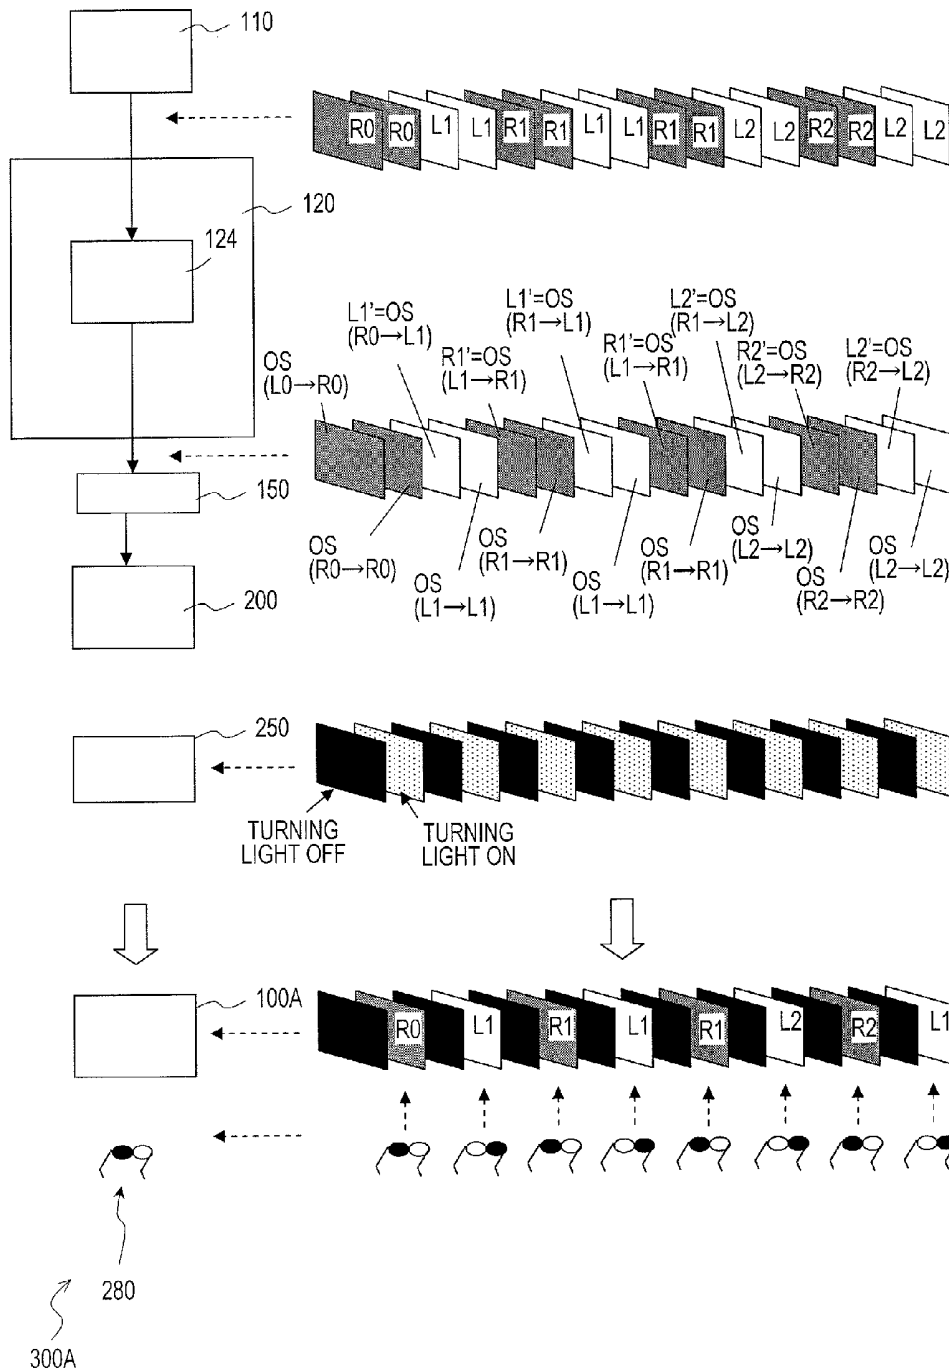 110
R0 R0 L1 L1 R1 R1 L1 L1 R1 R1 L2 L2 R2 R2 L2 L2
120
124
L1'=OS
(R0→L1)
L1'=OS
(R1→L1)
L2'=OS
(R1→L2)
OS
(L0→R0)
R1'=OS
(L1→R1)
R1'=OS
(L1→R1)
R2'=OS
(L2→R2)
L2'=OS
(R2→L2)
150
OS
(R0→R0)
OS
(L1→L1)
OS
(R1→R1)
OS
(L1→L1)
OS
(R1→R1)
OS
(L2→L2)
OS
(R2→R2)
OS
(L2→L2)
200
250
TURNING
LIGHT OFF
TURNING
LIGHT ON
100A
R0 L1 R1 L1 R1 L2 R2 L1
280
300A